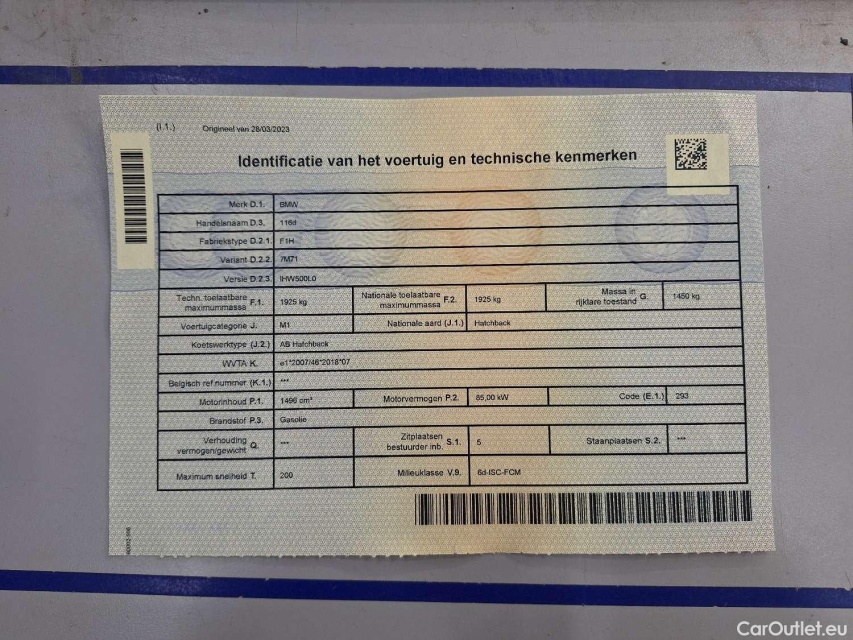 (i.1.) Origineel van 28/03/2023
Identificatie van het voertuig en technische kenmerken
Merk D.1. BMW
Handelsnaam D.3. 116d
Fabriekstype D.2.1. F1H
Variant D.2.2. 7M71
Versie D.2.3. IHW500L0
Techn. toelaatbare maximummassa F.1. 1925 kg Nationale toelaatbare maximummassa F.2. 1925 kg Massa in rijklare toestand G. 1450 kg
Voertuigcategorie J. M1 Nationale aard (J.1.) Hatchback
Koetswerktype (J.2.) AB Hatchback
WVTA K. e1*2007/46*2018*07
Belgisch ref.nummer (K.1.) ***
Motorinhoud P.1. 1496 cm³ Motorvermogen P.2. 85,00 kW Code (E.1.) 293
Brandstof P.3. Gasolie
Verhouding vermogen/gewicht Q. *** Zitplaatsen bestuurder inb. S.1. 5 Staanplaatsen S.2. ***
Maximum snelheid T. 200 Milieuklasse V.9. 6d-ISC-FCM
CarOutlet.eu